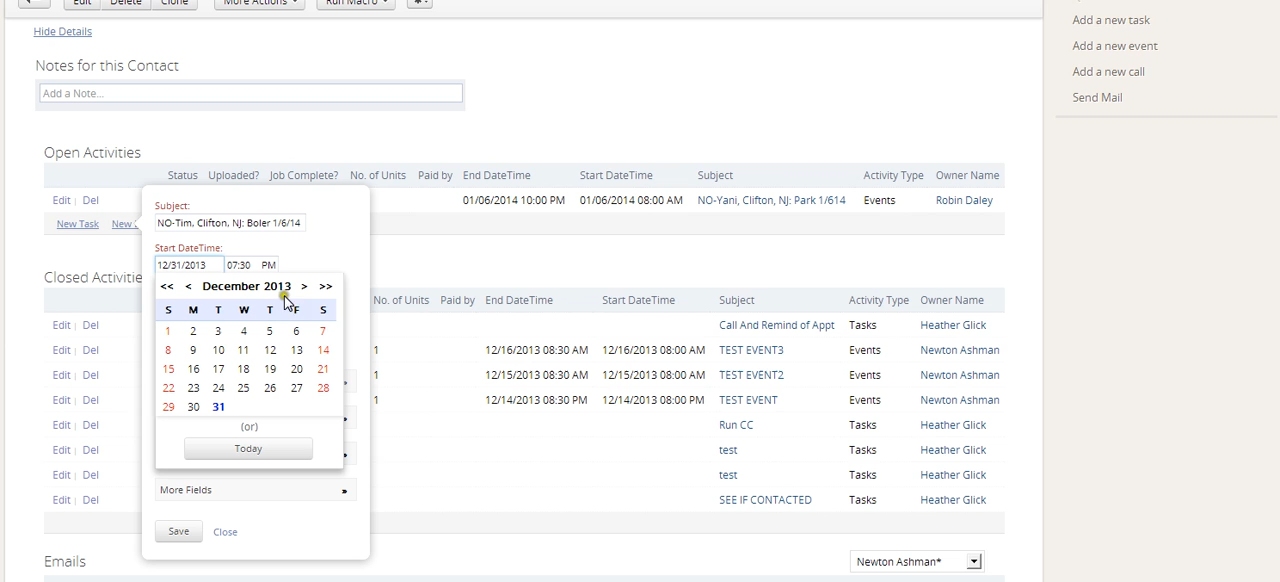 Edit Delete Clone More Actions Run Macro
Hide Details
Add a new task
Add a new event
Add a new call
Send Mail
Notes for this Contact
Add a Note...
Open Activities
Status Uploaded? Job Complete? No. of Units Paid by End DateTime Start DateTime Subject Activity Type Owner Name
Edit | Del 01/06/2014 10:00 PM 01/06/2014 08:00 AM NO-Yani, Clifton, NJ: Park 1/614 Events Robin Daley
New Task New
Subject:
NO-Tim, Clifton, NJ: Boler 1/6/14
Start DateTime:
12/31/2013 07:30 PM
<< < December 2013 > >>
S M T W T F S
1 2 3 4 5 6 7
8 9 10 11 12 13 14
15 16 17 18 19 20 21
22 23 24 25 26 27 28
29 30 31
(or)
Today
More Fields »
Save Close
Closed Activitie
No. of Units Paid by End DateTime Start DateTime Subject Activity Type Owner Name
Edit | Del Call And Remind of Appt Tasks Heather Glick
Edit | Del 1 12/16/2013 08:30 AM 12/16/2013 08:00 AM TEST EVENT3 Events Newton Ashman
Edit | Del 1 12/15/2013 08:30 AM 12/15/2013 08:00 AM TEST EVENT2 Events Newton Ashman
Edit | Del 1 12/14/2013 08:30 PM 12/14/2013 08:00 PM TEST EVENT Events Newton Ashman
Edit | Del Run CC Tasks Heather Glick
Edit | Del test Tasks Heather Glick
Edit | Del test Tasks Heather Glick
Edit | Del SEE IF CONTACTED Tasks Heather Glick
Emails
Newton Ashman*